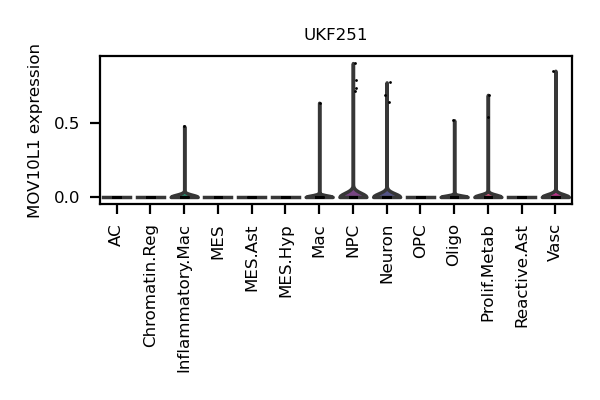 UKF251
MOV10L1 expression
0.5
0.0
AC
Chromatin.Reg
Inflammatory.Mac
MES
MES.Ast
MES.Hyp
Mac
NPC
Neuron
OPC
Oligo
Prolif.Metab
Reactive.Ast
Vasc